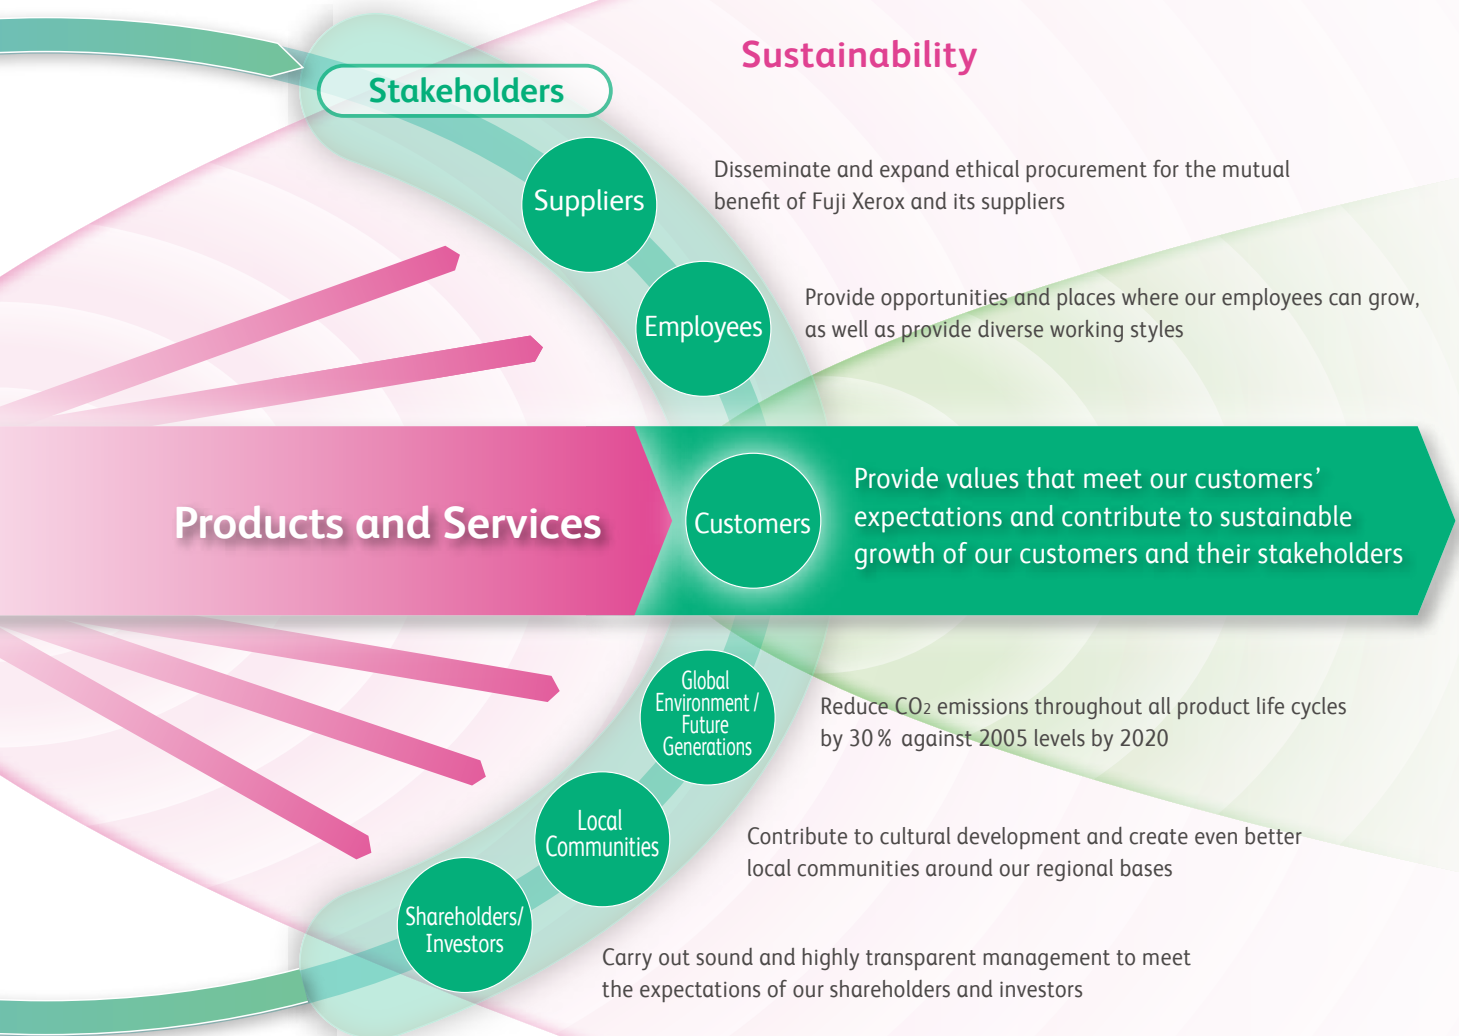 Sustainability
Stakeholders
Suppliers
Disseminate and expand ethical procurement for the mutual
benefit of Fuji Xerox and its suppliers
Employees
Provide opportunities and places where our employees can grow,
as well as provide diverse working styles
Products and Services
Customers
Provide values that meet our customers’
expectations and contribute to sustainable
growth of our customers and their stakeholders
Global
Environment /
Future
Generations
Reduce CO2 emissions throughout all product life cycles
by 30% against 2005 levels by 2020
Local
Communities
Contribute to cultural development and create even better
local communities around our regional bases
Shareholders/
Investors
Carry out sound and highly transparent management to meet
the expectations of our shareholders and investors